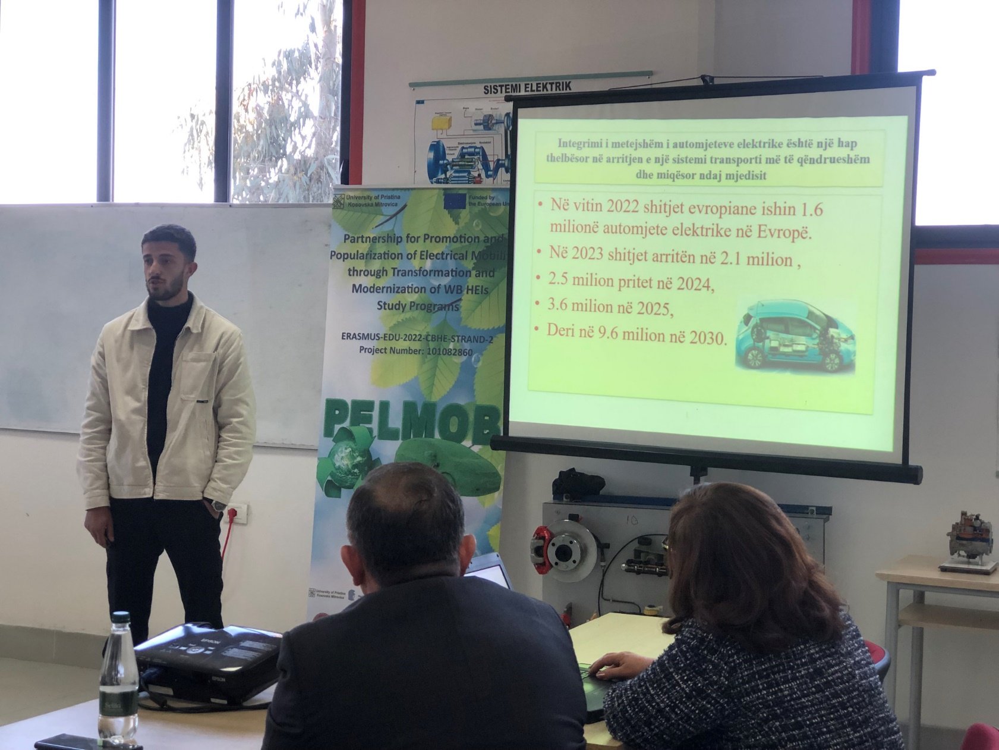 SISTEMI ELEKTRIK
University of Pristina
Kosovska Mitrovica
Funded by
the European Un
Partnership for Promotion and
Popularization of Electrical Mobili
through Transformation and
Modernization of WB HEIs
Study Programs
ERASMUS-EDU-2022-CBHE-STRAND-2
Project Number: 101082860
PELMOB
University of Pristina
Kosovska Mitrovica
Integrimi i metejshëm i automjeteve elektrike është një hap
thelbësor në arritjen e një sistemi transporti më të qëndrueshëm
dhe miqësor ndaj mjedisit
• Në vitin 2022 shitjet evropiane ishin 1.6
milionë automjete elektrike në Evropë.
• Në 2023 shitjet arritën në 2.1 milion ,
• 2.5 milion pritet në 2024,
• 3.6 milion në 2025,
• Deri në 9.6 milion në 2030.
10
EPSON
EPSON